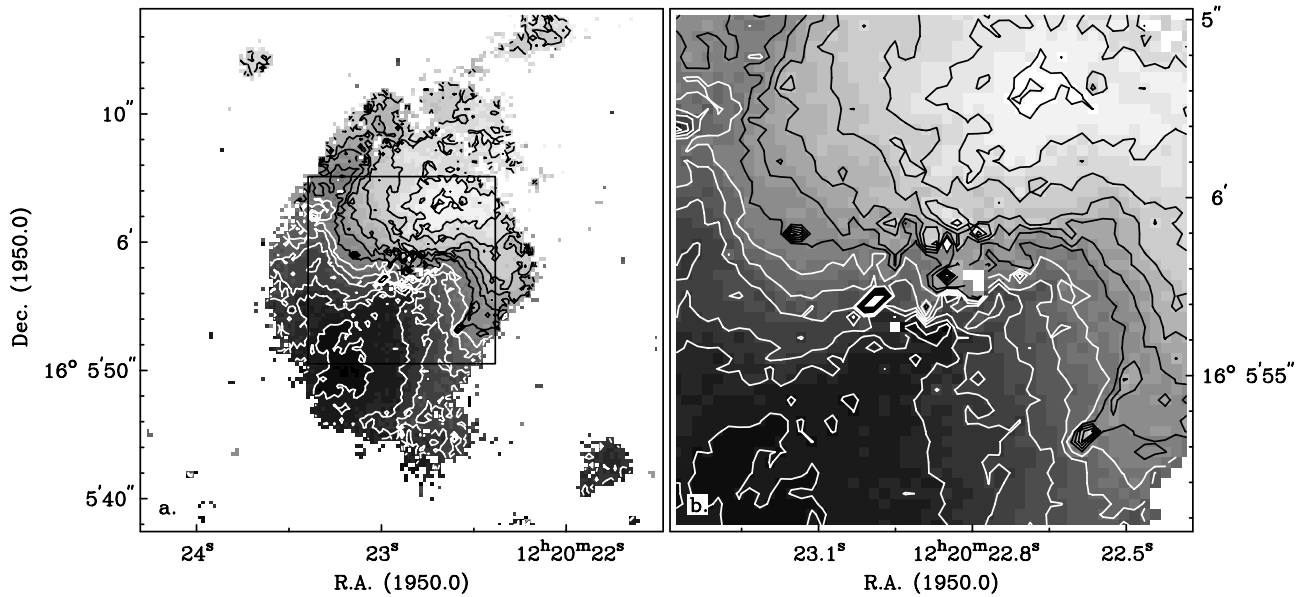 Dec. (1950.0)
10"
6'
16° 5'50"
5'40"
a.
24ˢ
23ˢ
12ʰ20ᵐ22ˢ
R.A. (1950.0)
5"
6'
16° 5'55"
b.
23.1ˢ
12ʰ20ᵐ22.8ˢ
22.5ˢ
R.A. (1950.0)